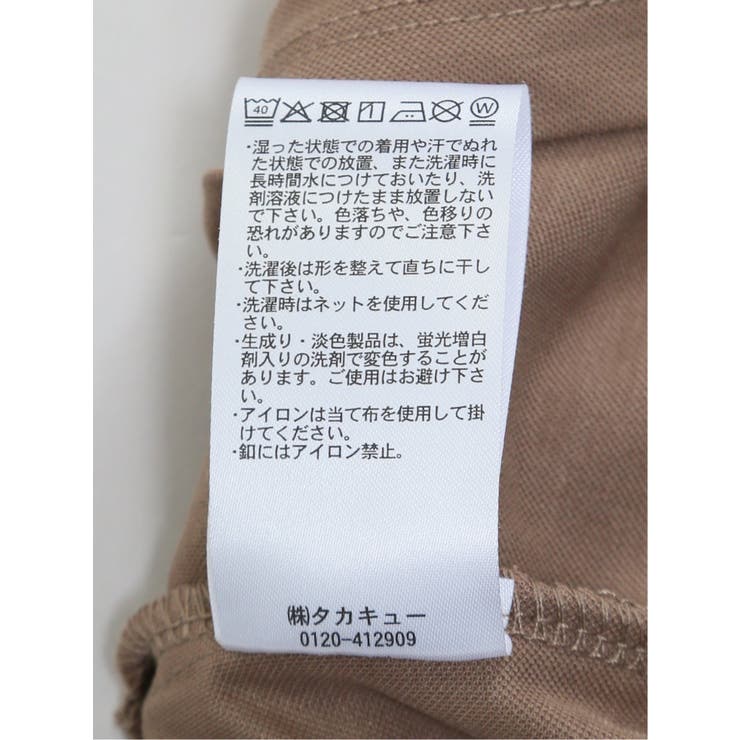 40 W
・湿った状態での着用や汗でぬれ
た状態での放置、また洗濯時に
長時間水につけておいたり、洗
剤溶液につけたまま放置しない
で下さい。色落ちや、色移りの
恐れがありますのでご注意下さ
い。
・洗濯後は形を整えて直ちに干し
て下さい。
・洗濯時はネットを使用してくだ
さい。
・生成り・淡色製品は、蛍光増白
剤入りの洗剤で変色することが
あります。ご使用はお避け下さ
い。
・アイロンは当て布を使用して掛
けてください。
・釦にはアイロン禁止。
㈱タカキュー
0120-412909